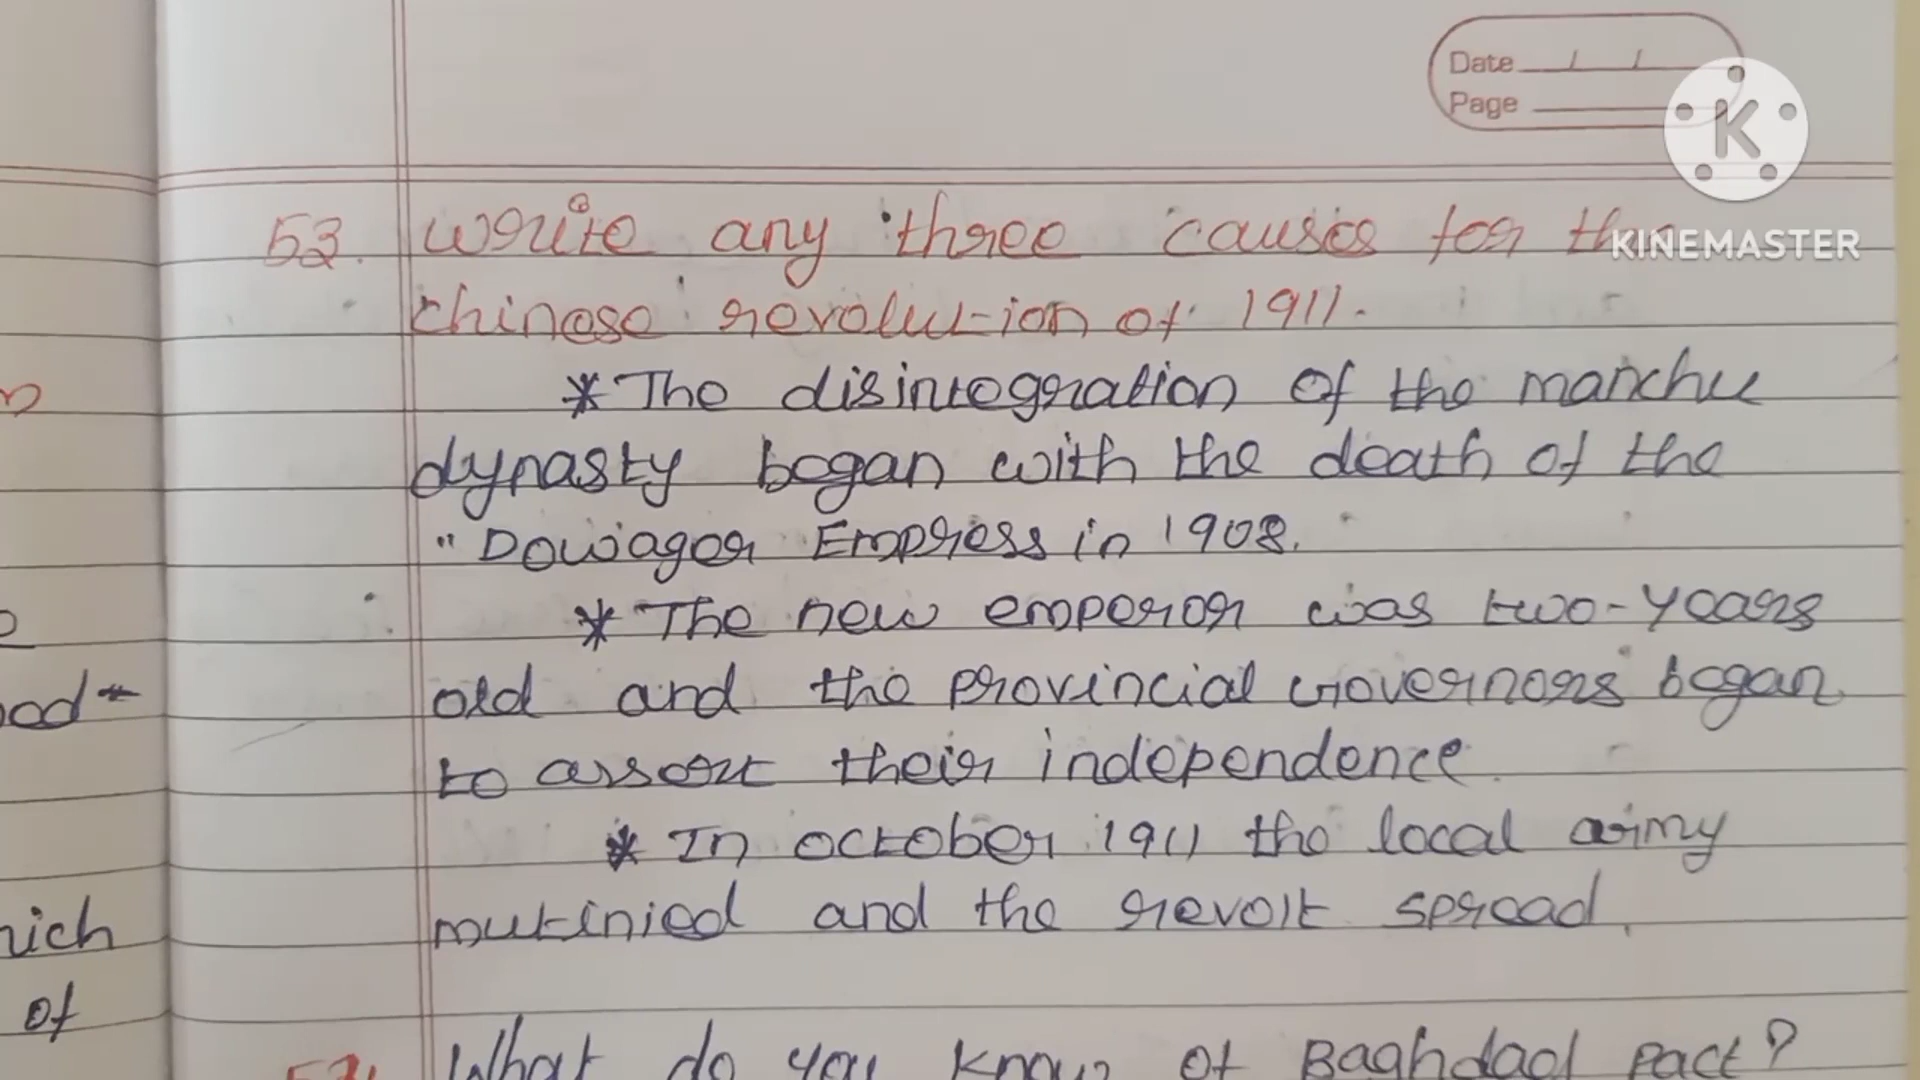 Date
Page
KINEMASTER
53. Write any three causes for the
chinese revolution of 1911.
* The disintegration of the manchu
dynasty began with the death of the
"Dowager Empress in 1908.
* The new emperor was two-years
old and the provincial Governors began
to assert their independence.
* In october 1911 the local army
mutinied and the revolt spread.
What do you know of Baghdad pact?
nich
of